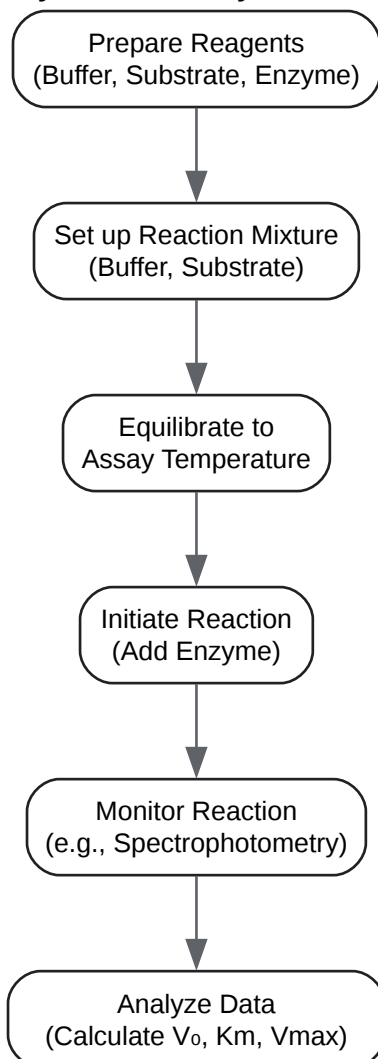 Prepare Reagents
(Buffer, Substrate, Enzyme)
Set up Reaction Mixture
(Buffer, Substrate)
Equilibrate to
Assay Temperature
Initiate Reaction
(Add Enzyme)
Monitor Reaction
(e.g., Spectrophotometry)
Analyze Data
(Calculate V₀, Km, Vmax)